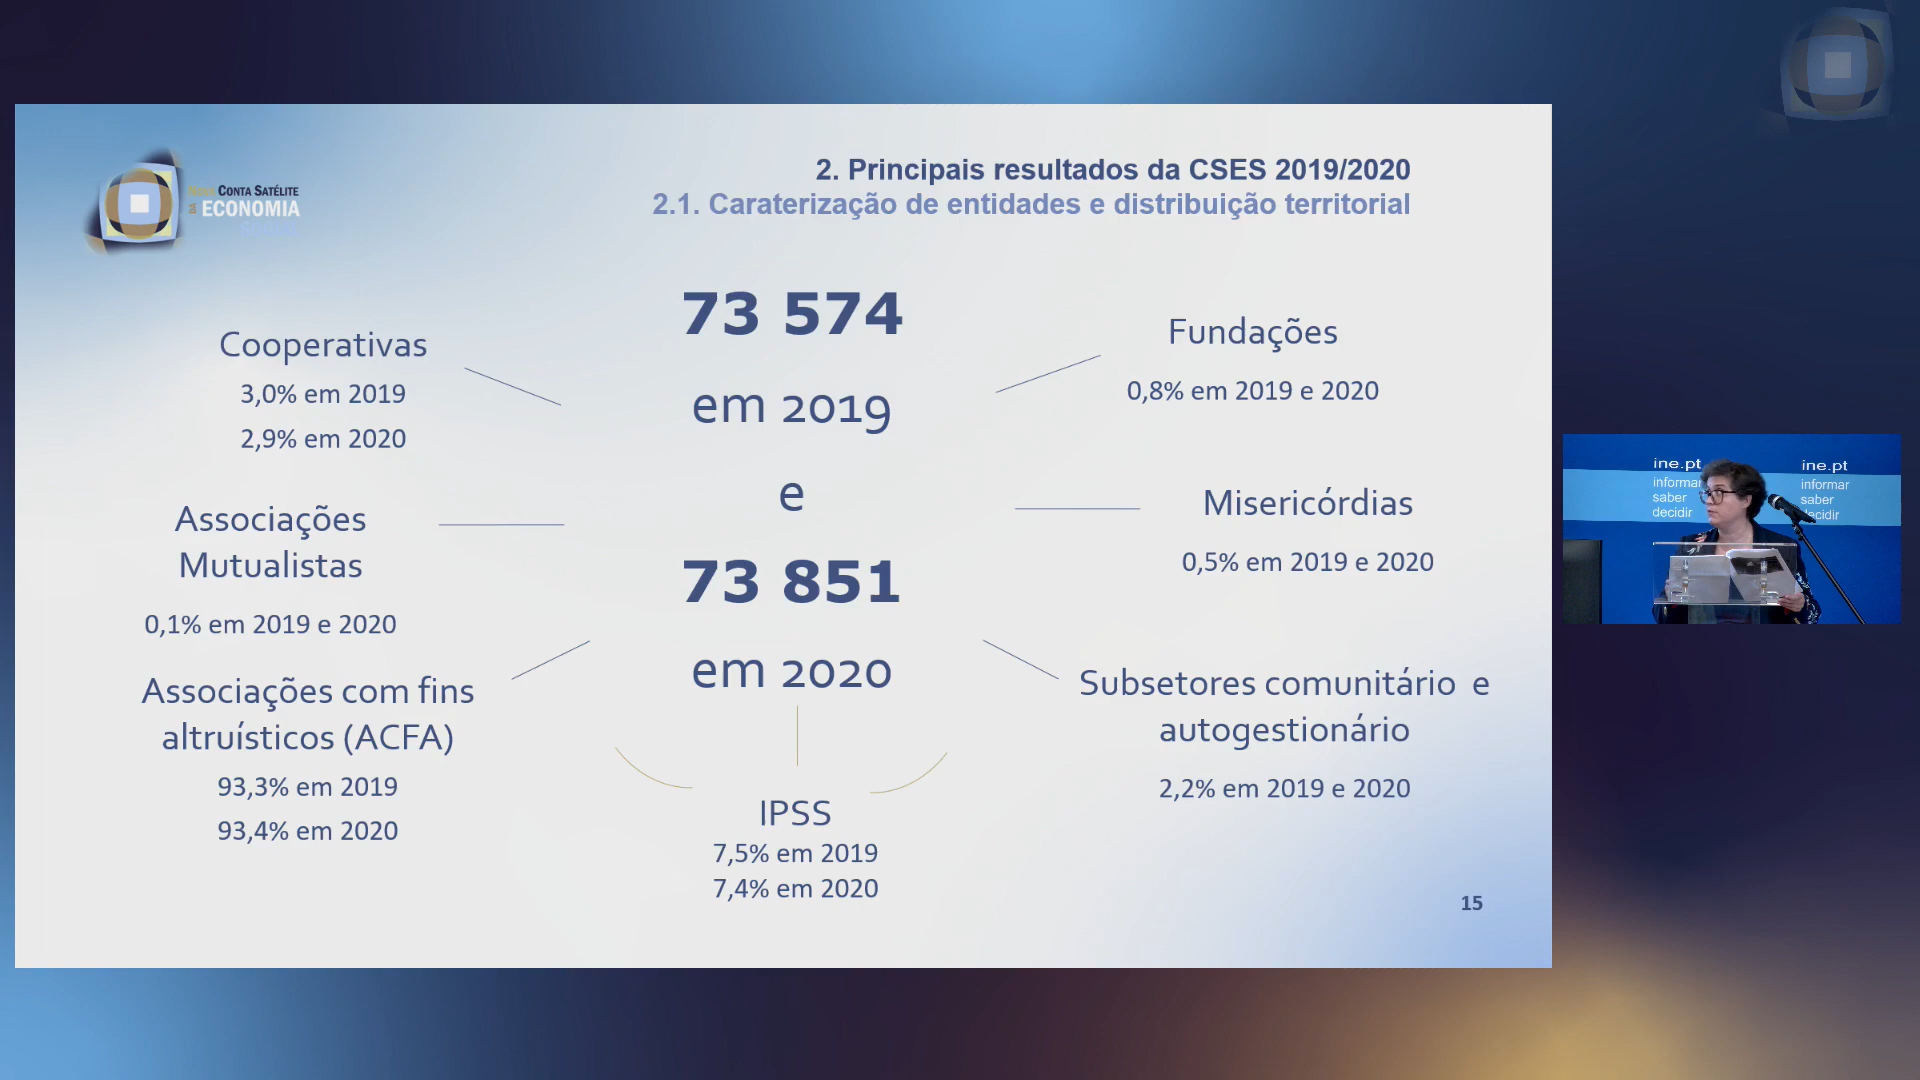 CONTA SATÉLITE
DA ECONOMIA
2. Principais resultados da CSES 2019/2020
2.1. Caraterização de entidades e distribuição territorial
73 574
em 2019
e
73 851
em 2020
Cooperativas
3,0% em 2019
2,9% em 2020
Associações
Mutualistas
0,1% em 2019 e 2020
Associações com fins
altruísticos (ACFA)
93,3% em 2019
93,4% em 2020
IPSS
7,5% em 2019
7,4% em 2020
Fundações
0,8% em 2019 e 2020
Misericórdias
0,5% em 2019 e 2020
Subsetores comunitário e
autogestionário
2,2% em 2019 e 2020
15
ine.pt
informar
saber
decidir
ine.pt
informar
saber
decidir